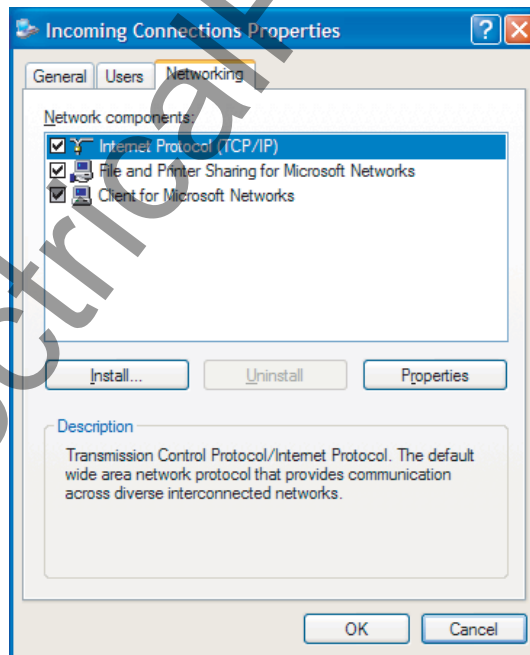 Incoming Connections Properties
General Users Networking
Network components:
Internet Protocol (TCP/IP)
File and Printer Sharing for Microsoft Networks
Client for Microsoft Networks
Install... Uninstall Properties
Description
Transmission Control Protocol/Internet Protocol. The default
wide area network protocol that provides communication
across diverse interconnected networks.
OK Cancel